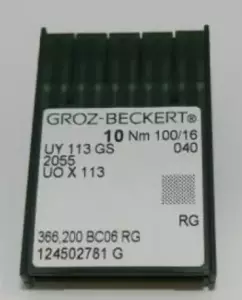 GROZ-BECKERT®
10 Nm 100/16
UY 113 GS 040
2055
UO X 113
RG
366,200 BC06 RG
124502781 G